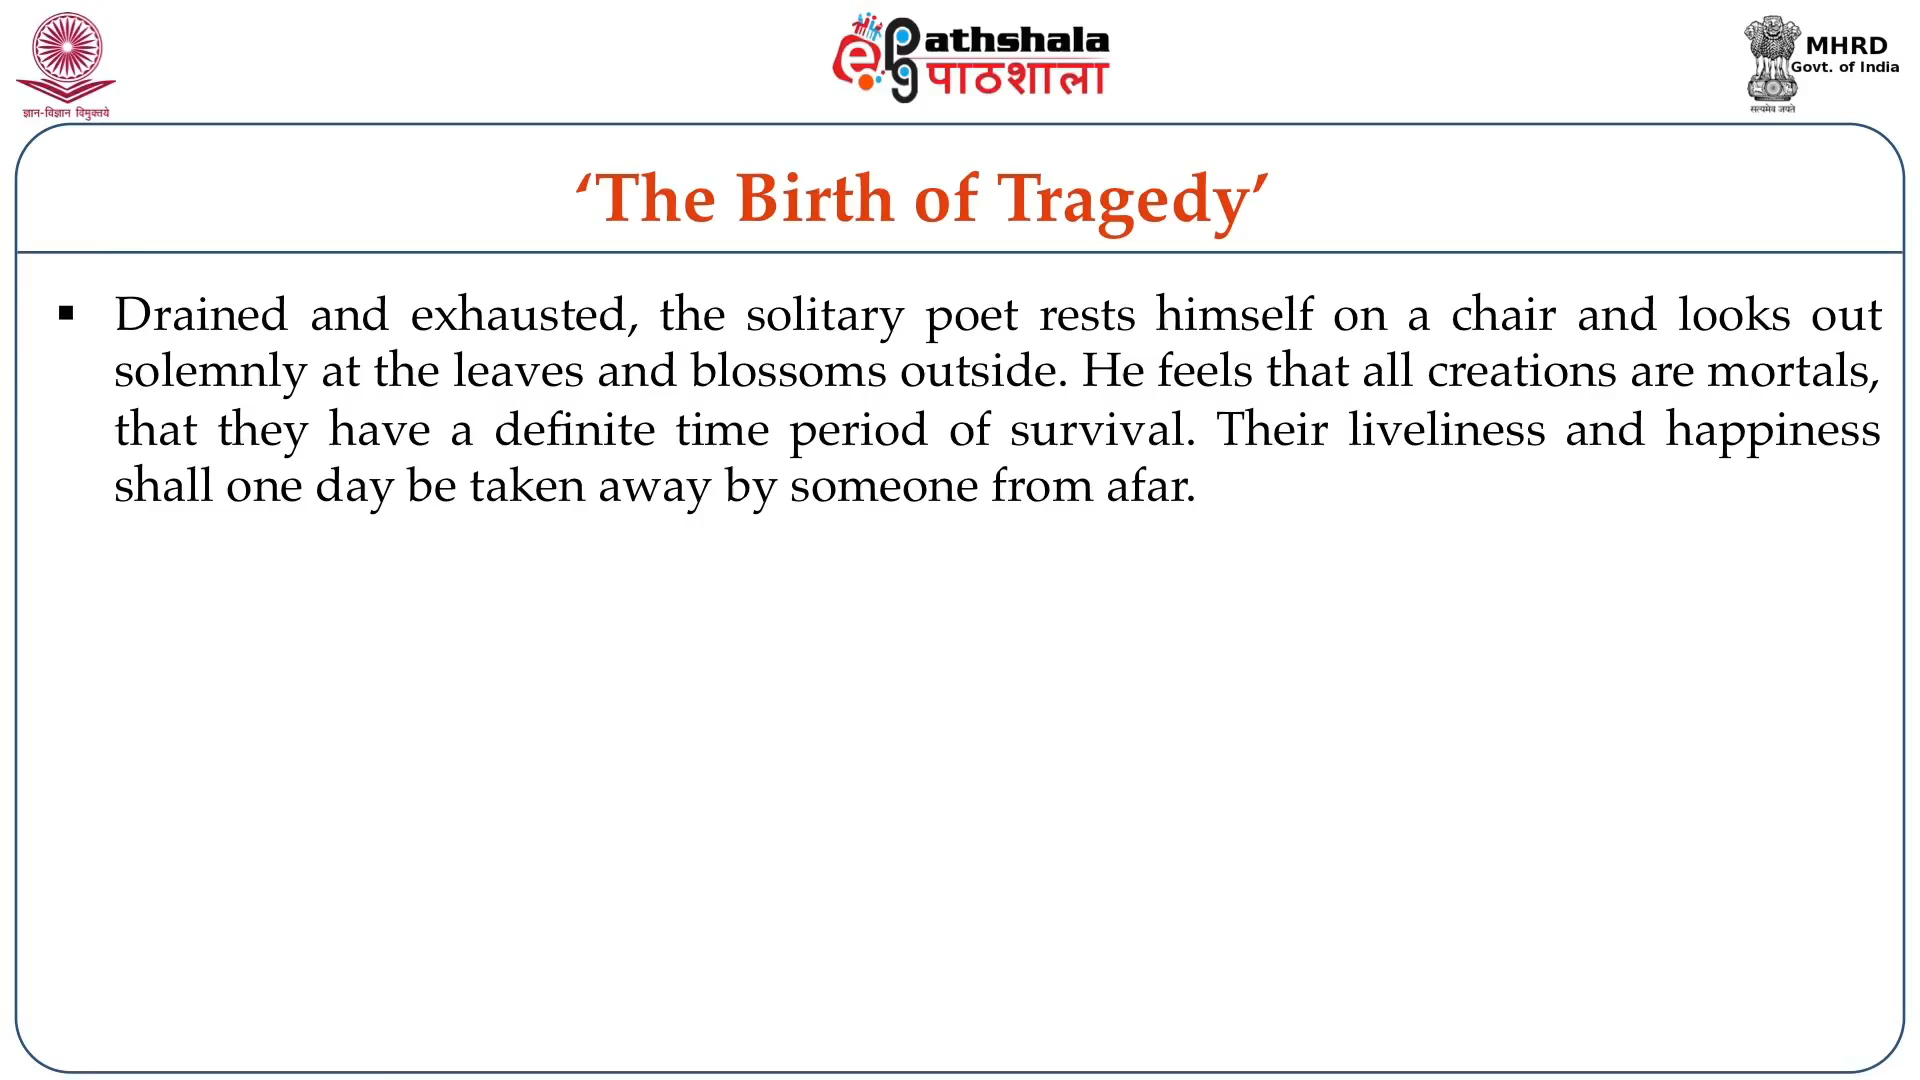 ज्ञान-विज्ञान विमुक्तये
ePathshala
पाठशाला
MHRD
Govt. of India
सत्यमेव जयते
‘The Birth of Tragedy’
▪ Drained and exhausted, the solitary poet rests himself on a chair and looks out
solemnly at the leaves and blossoms outside. He feels that all creations are mortals,
that they have a definite time period of survival. Their liveliness and happiness
shall one day be taken away by someone from afar.